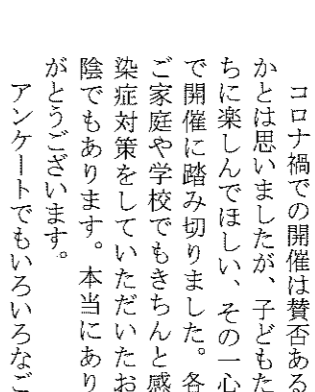 コロナ禍での開催は賛否ある
かとは思いましたが、子どもた
ちに楽しんでほしい、その一心
で開催に踏み切りました。各
ご家庭や学校でもきちんと感
染症対策をしていただいたお
陰でもあります。本当にあり
がとうございます。
アンケートでもいろいろなご